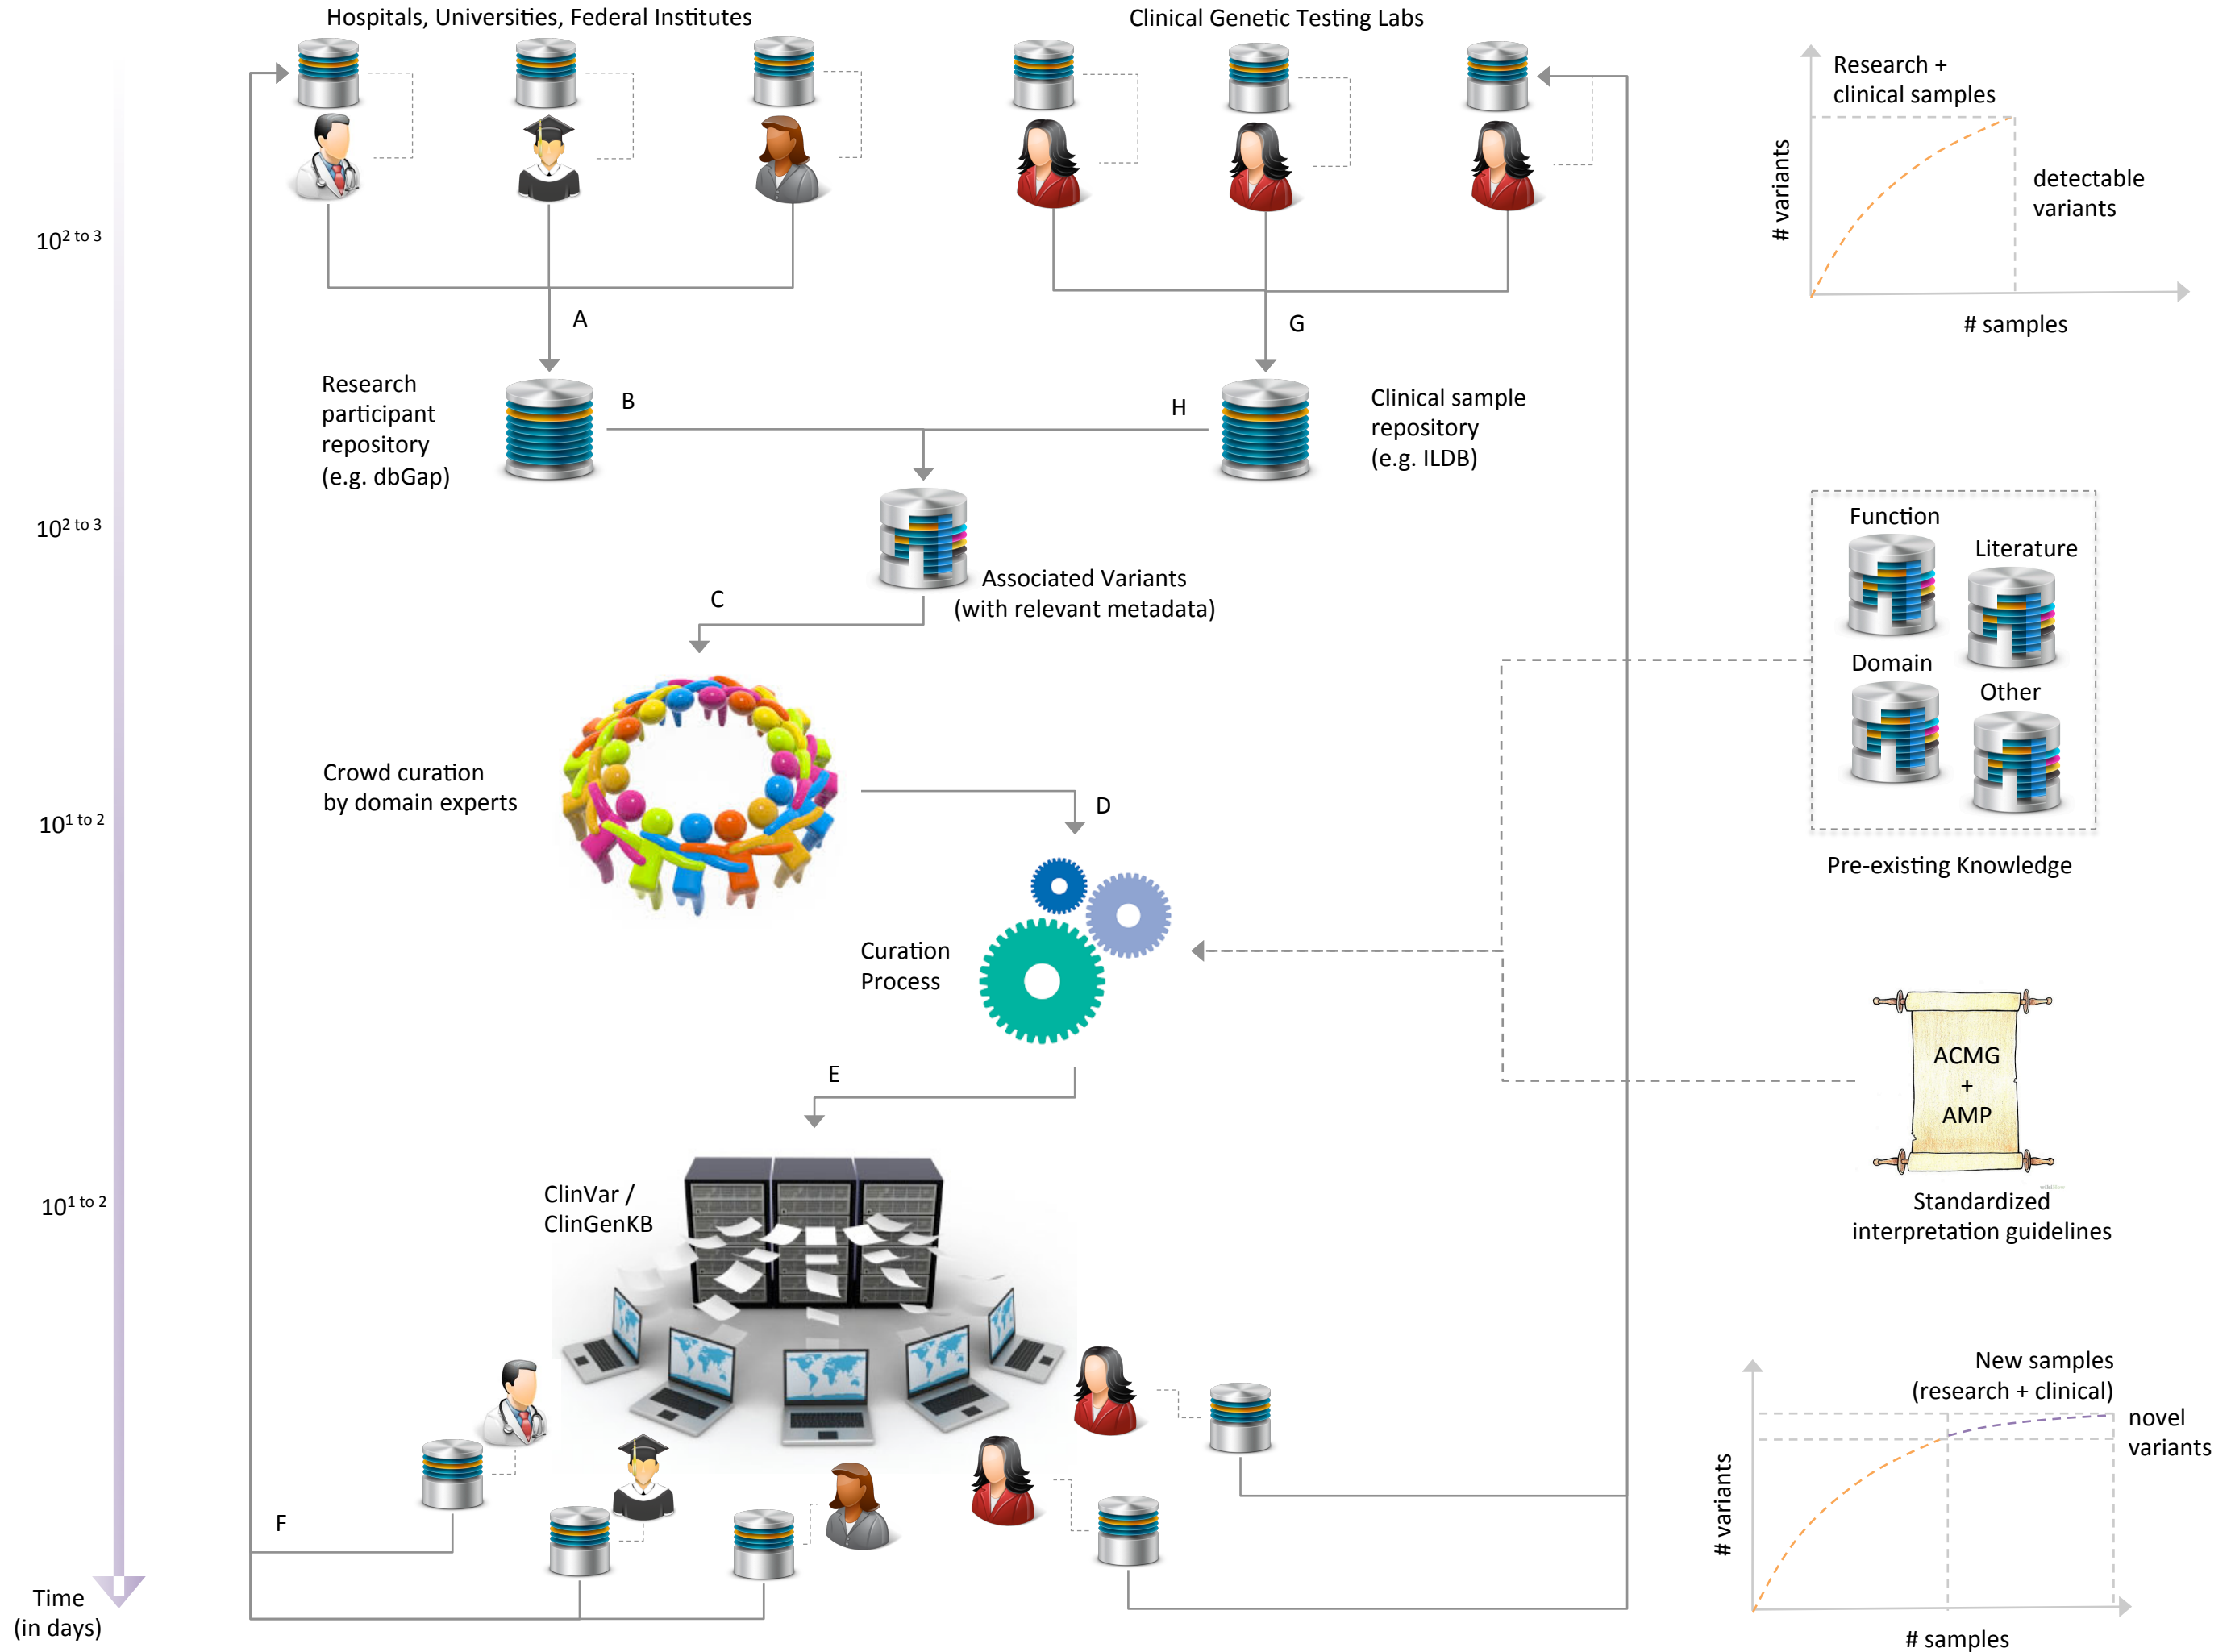 Hospitals, Universities, Federal Institutes
Clinical Genetic Testing Labs
Research +
clinical samples
# variants
detectable
variants
# samples
10² ᵗᵒ ³
A
G
Research
participant
repository
(e.g. dbGap)
B
H
Clinical sample
repository
(e.g. ILDB)
10² ᵗᵒ ³
Associated Variants
(with relevant metadata)
C
Function
Literature
Domain
Other
Pre-existing Knowledge
Crowd curation
by domain experts
D
10¹ ᵗᵒ ²
Curation
Process
E
ACMG
+
AMP
wikiHow
Standardized
interpretation guidelines
10¹ ᵗᵒ ²
ClinVar /
ClinGenKB
New samples
(research + clinical)
novel
variants
# variants
# samples
F
Time
(in days)